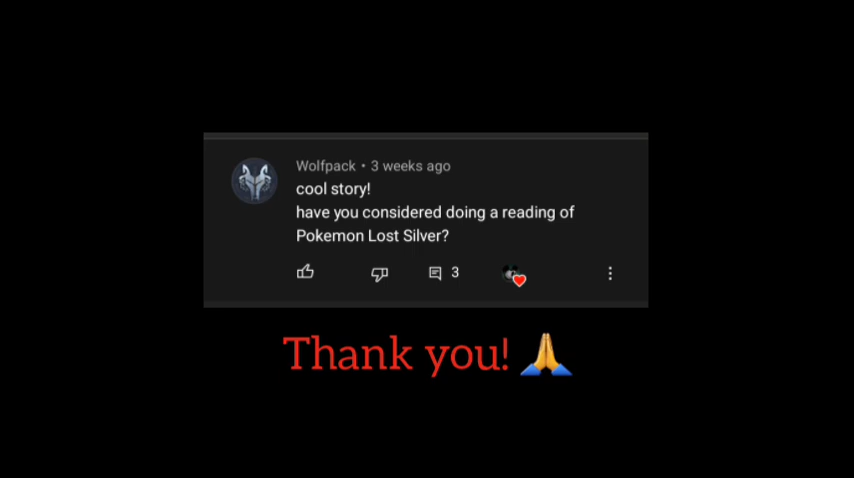 Wolfpack • 3 weeks ago
cool story!
have you considered doing a reading of
Pokemon Lost Silver?
3
Thank you! 🙏